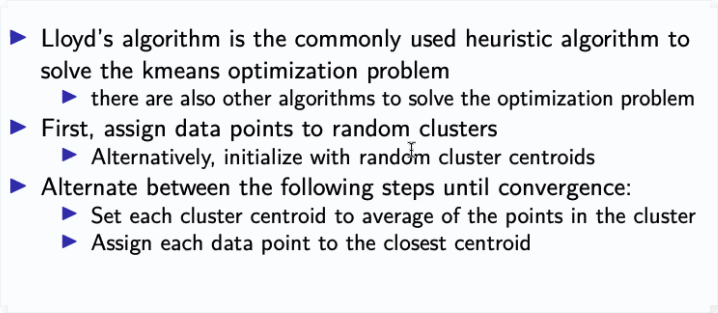 Lloyd's algorithm is the commonly used heuristic algorithm to
solve the kmeans optimization problem
there are also other algorithms to solve the optimization problem
First, assign data points to random clusters
Alternatively, initialize with random cluster centroids
Alternate between the following steps until convergence:
Set each cluster centroid to average of the points in the cluster
Assign each data point to the closest centroid